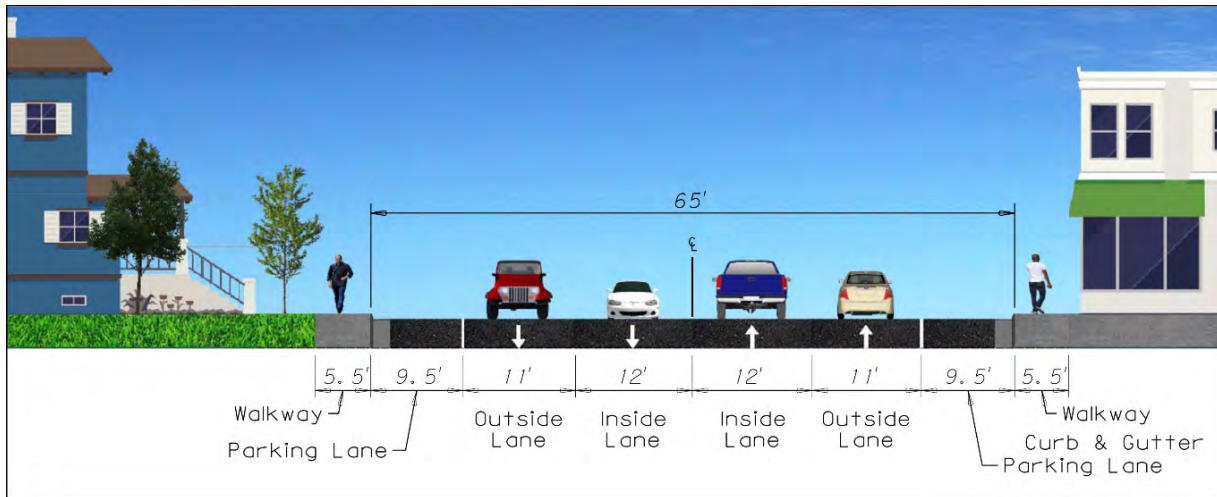 65'
℄
5.5' 9.5' 11' 12' 12' 11' 9.5' 5.5'
Walkway
Parking Lane
Outside
Lane
Inside
Lane
Inside
Lane
Outside
Lane
Walkway
Curb & Gutter
Parking Lane